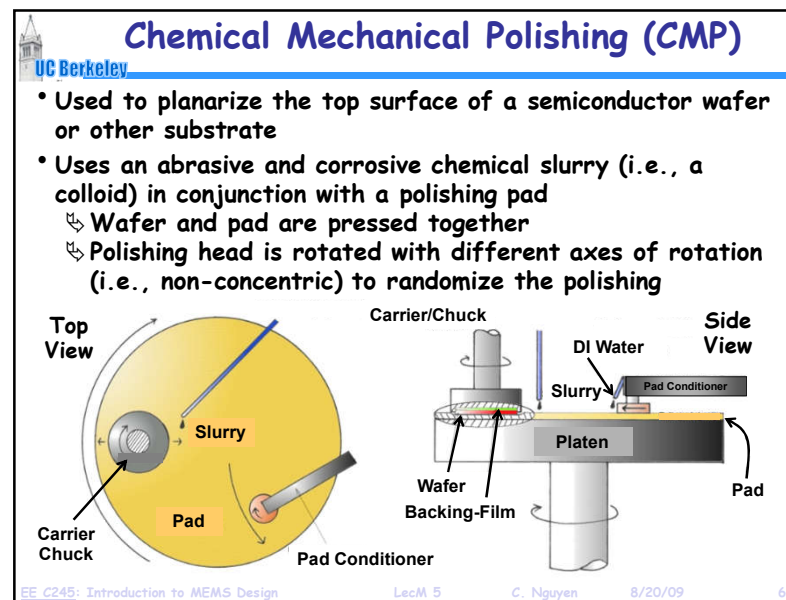 Chemical Mechanical Polishing (CMP)
UC Berkeley
• Used to planarize the top surface of a semiconductor wafer
or other substrate
• Uses an abrasive and corrosive chemical slurry (i.e., a
colloid) in conjunction with a polishing pad
↳ Wafer and pad are pressed together
↳ Polishing head is rotated with different axes of rotation
(i.e., non-concentric) to randomize the polishing
Top
View
Slurry
Pad
Carrier
Chuck
Pad Conditioner
Carrier/Chuck
Side
View
DI Water
Slurry
Pad Conditioner
Platen
Wafer
Backing-Film
Pad
EE C245: Introduction to MEMS Design LecM 5 C. Nguyen 8/20/09 6